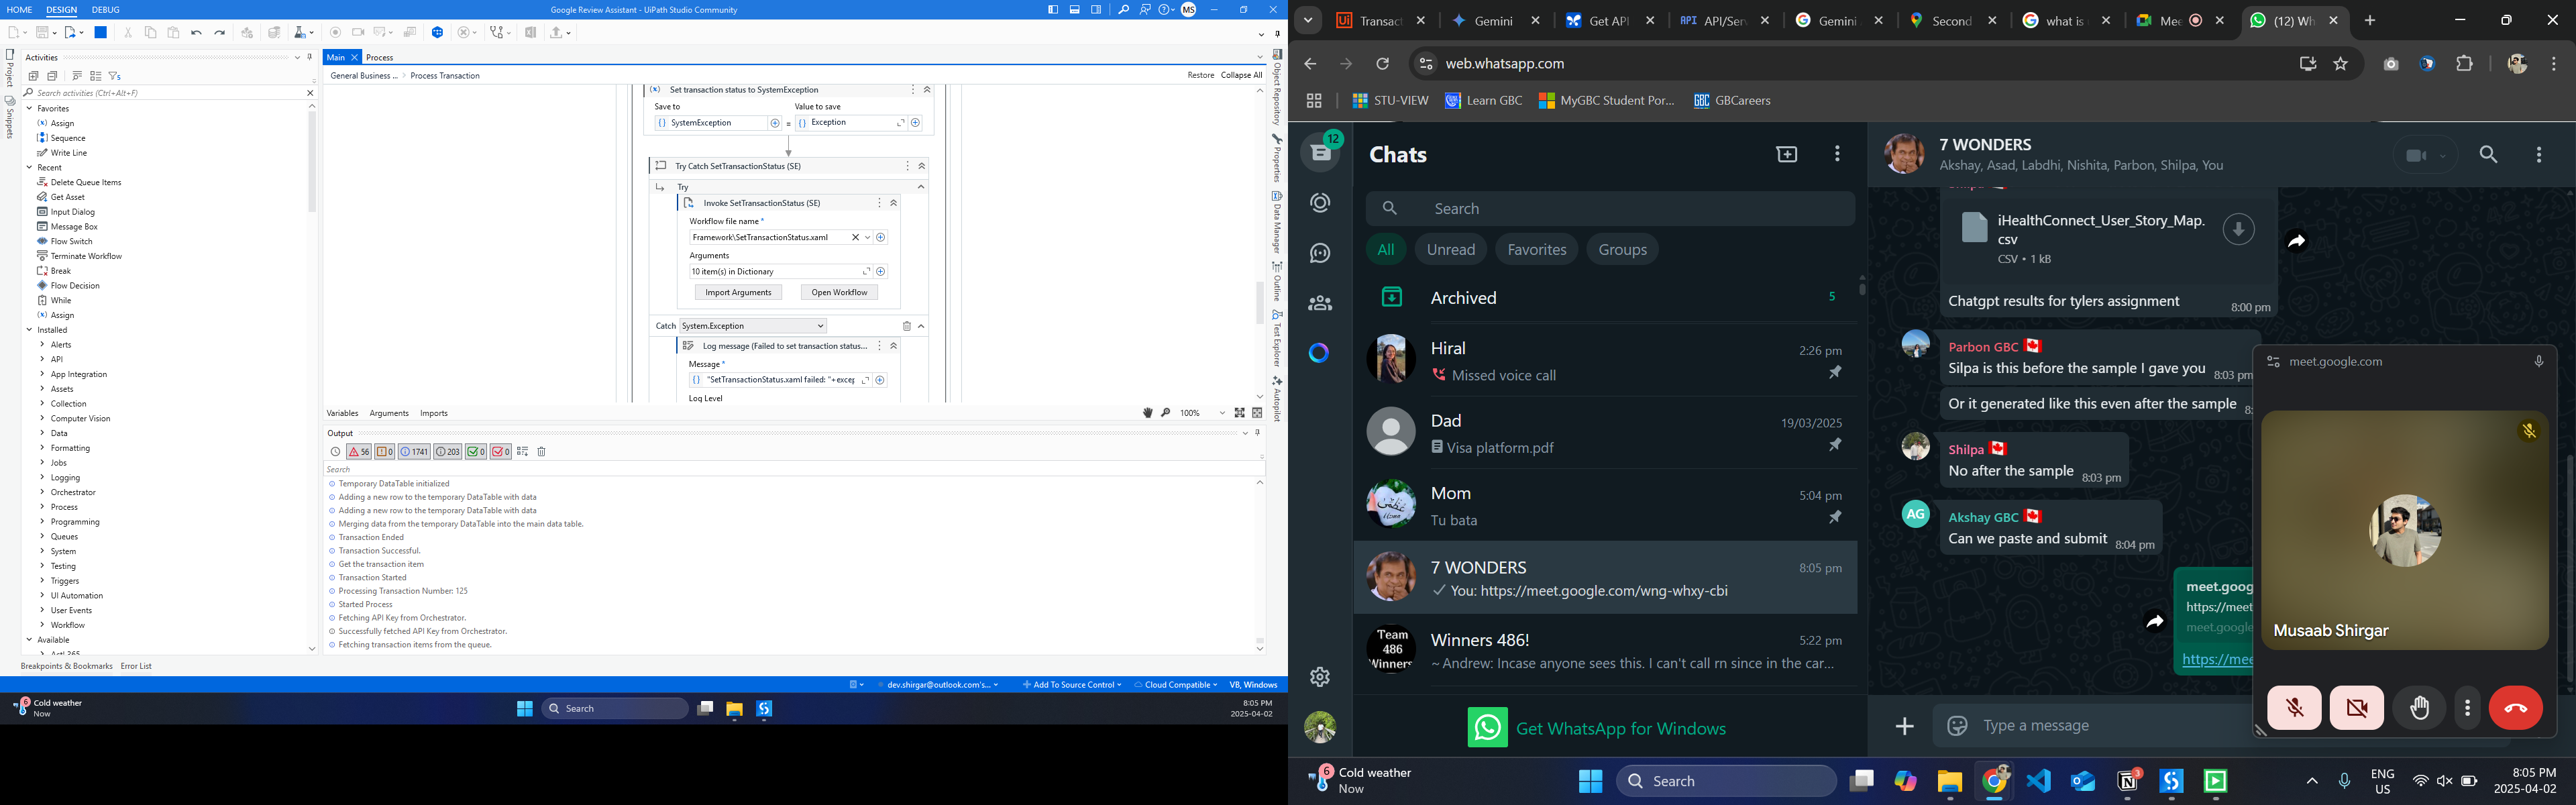 HOME DESIGN DEBUG
Google Review Assistant - UiPath Studio Community
MS
Activities
Search activities (Ctrl+Alt+F)
Favorites
Assign
Sequence
Write Line
Recent
Delete Queue Items
Get Asset
Input Dialog
Message Box
Flow Switch
Terminate Workflow
Break
Flow Decision
While
Assign
Installed
Alerts
API
App Integration
Assets
Collection
Computer Vision
Data
Formatting
Jobs
Logging
Orchestrator
Process
Programming
Queues
System
Testing
Triggers
UI Automation
User Events
Workflow
Available
Project
Snippets
Main Process
General Business ... > Process Transaction
Restore Collapse All
Set transaction status to SystemException
Save to Value to save
SystemException = Exception
Try Catch SetTransactionStatus (SE)
Try
Invoke SetTransactionStatus (SE)
Workflow file name *
Framework\SetTransactionStatus.xaml
Arguments
10 item(s) in Dictionary
Import Arguments Open Workflow
Catch System.Exception
Log message (Failed to set transaction status...
Message *
"SetTransactionStatus.xaml failed: "+excep
Log Level
Variables Arguments Imports
100%
Output
56 0 1741 203 0 0
Search
Temporary DataTable initialized
Adding a new row to the temporary DataTable with data
Adding a new row to the temporary DataTable with data
Merging data from the temporary DataTable into the main data table.
Transaction Ended
Transaction Successful.
Get the transaction item
Transaction Started
Processing Transaction Number: 125
Started Process
Fetching API Key from Orchestrator.
Successfully fetched API Key from Orchestrator.
Fetching transaction items from the queue.
Object Repository
Properties
Data Manager
Outline
Test Explorer
Autopilot
Breakpoints & Bookmarks Error List
dev.shirgar@outlook.com's...
Add To Source Control
Cloud Compatible
VB, Windows
6
Cold weather
Now
Search
8:05 PM
2025-04-02
Transact
Gemini
Get API
API/Serv
Gemini
Second
what is
Mee
(12) Wh
web.whatsapp.com
STU-VIEW
Learn GBC
MyGBC Student Por...
GBCareers
12
Chats
Search
All Unread Favorites Groups
Archived 5
Hiral 2:26 pm
Missed voice call
Dad 19/03/2025
Visa platform.pdf
Mom 5:04 pm
Tu bata
7 WONDERS 8:05 pm
You: https://meet.google.com/wng-whxy-cbi
Team
486
Winners
Winners 486! 5:22 pm
~ Andrew: Incase anyone sees this. I can't call rn since in the car...
Get WhatsApp for Windows
7 WONDERS
Akshay, Asad, Labdhi, Nishita, Parbon, Shilpa, You
iHealthConnect_User_Story_Map.
csv
CSV • 1 kB
Chatgpt results for tylers assignment
8:00 pm
Parbon GBC
Silpa is this before the sample I gave you
8:03 pm
Or it generated like this even after the sample
Shilpa
No after the sample
8:03 pm
AG
Akshay GBC
Can we paste and submit
8:04 pm
meet.goog
https://meet
meet.google
https://mee
Type a message
meet.google.com
Musaab Shirgar
6
Cold weather
Now
Search
3
ENG
US
8:05 PM
2025-04-02